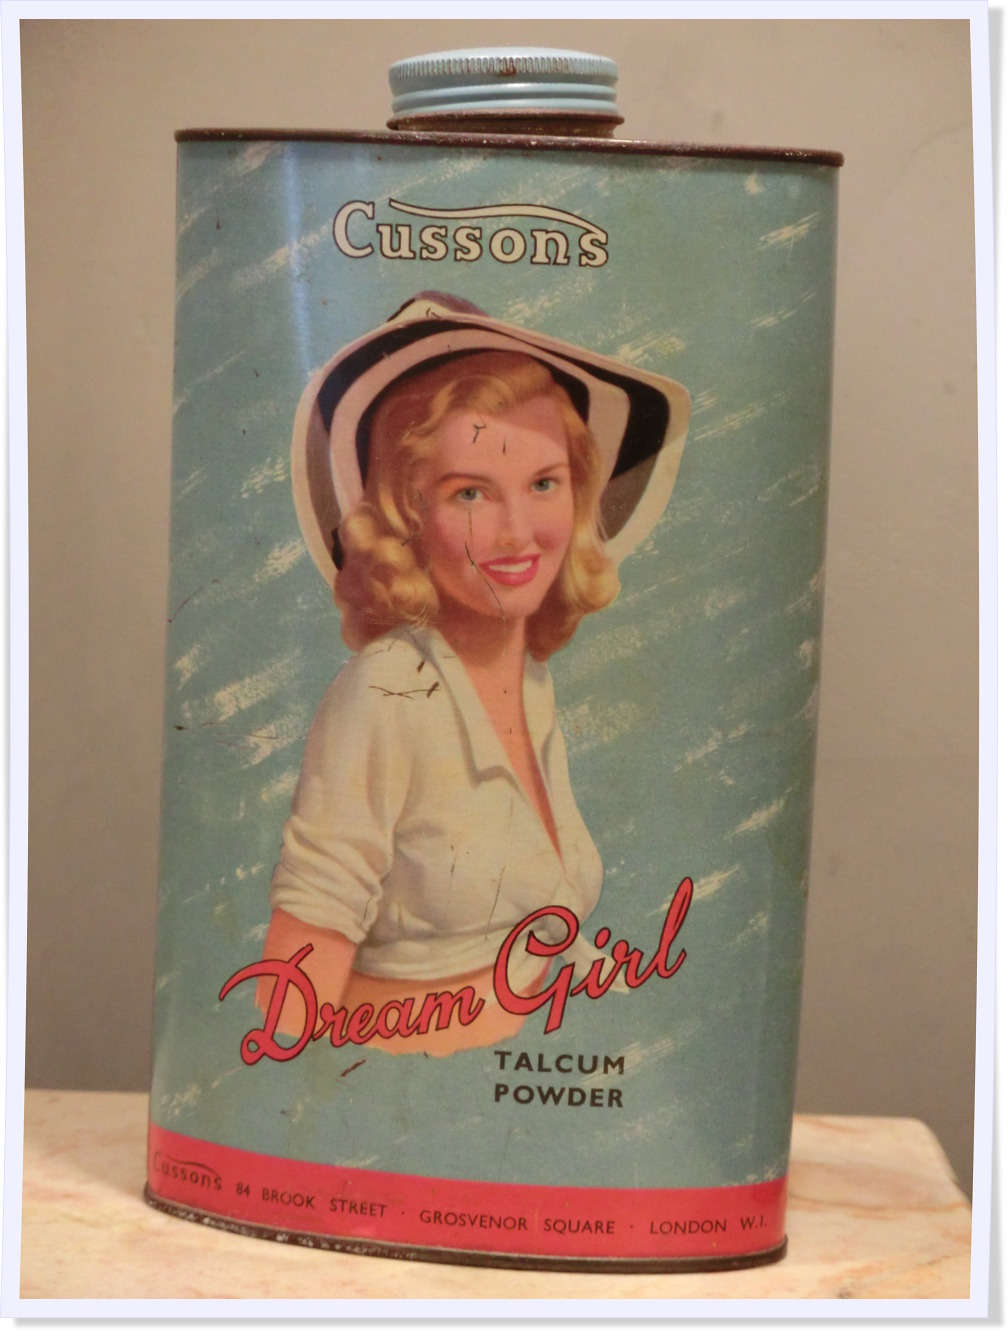 Cussons
Dream Girl
TALCUM
POWDER
Cussons 84 BROOK STREET · GROSVENOR SQUARE · LONDON W.1.